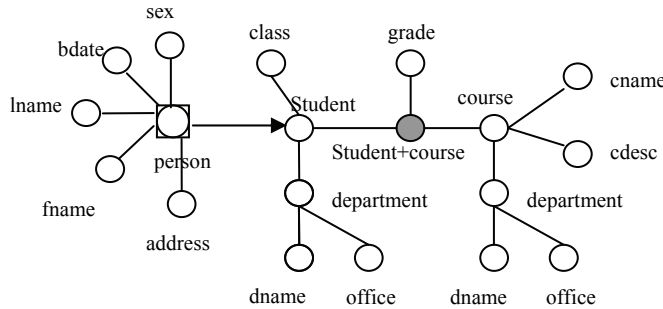 sex
class
grade
bdate
cname
lname
Student
course
person
Student+course
cdesc
fname
department
department
address
dname
office
dname
office